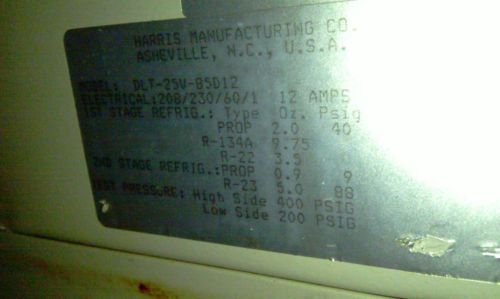 HARRIS MANUFACTURING CO.
ASHEVILLE, N.C., U.S.A.
MODEL: DLT-25V-85D12
ELECTRICAL:208/230/60/1 12 AMPS
1ST STAGE REFRIG.: Type Oz. Psig
PROP 2.0 40
R-134A 9.75
R-22 3.5
2ND STAGE REFRIG.:PROP 0.9 9
R-23 5.0 88
TEST PRESSURE: High Side 400 PSIG
Low Side 200 PSIG